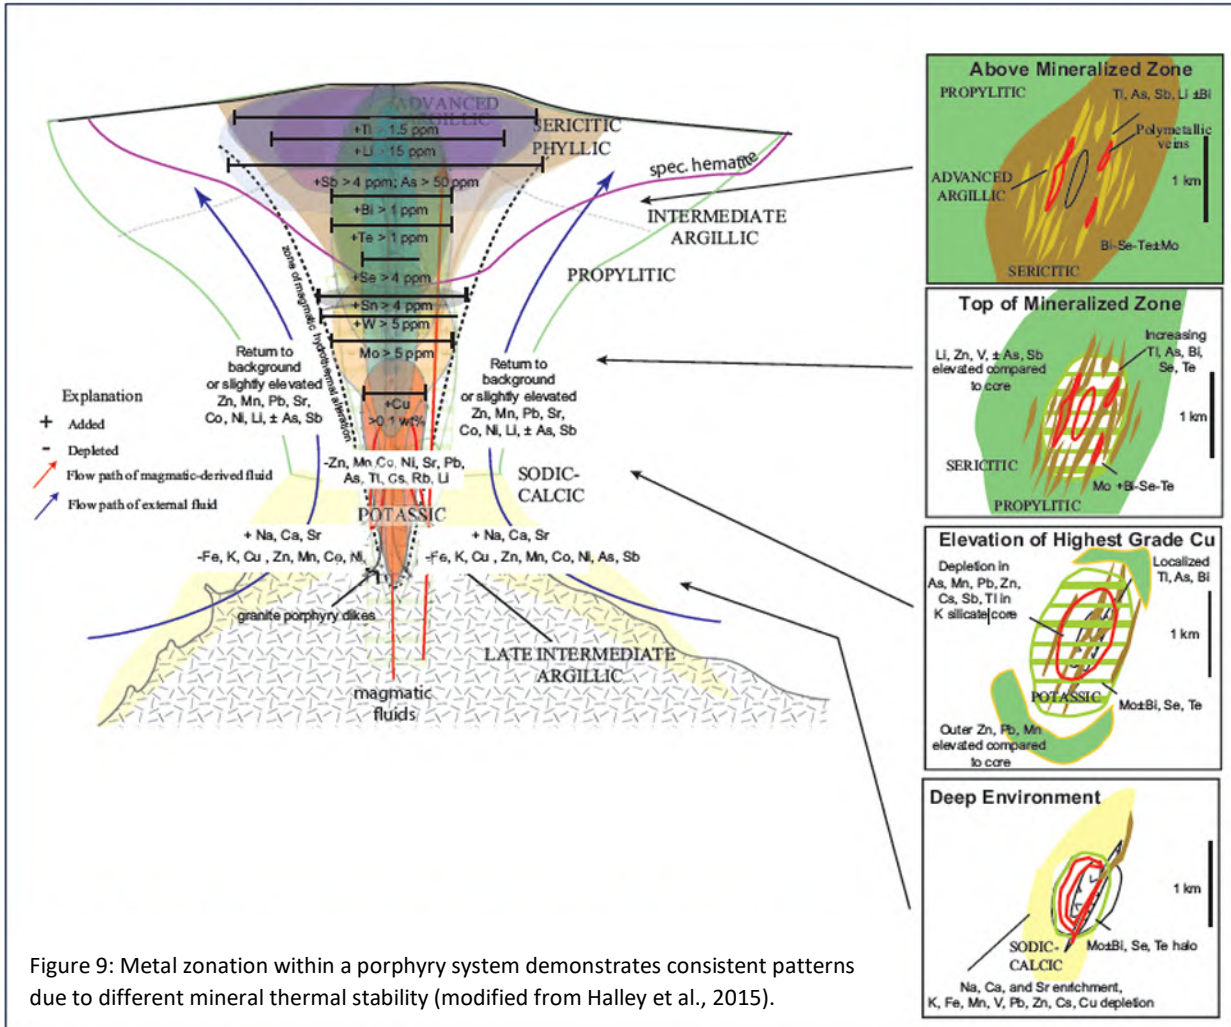 ADVANCED
ARGILLIC
SERICITIC
PHYLLIC
+Tl > 1.5 ppm
+Li > 15 ppm
+Sb > 4 ppm; As > 50 ppm
+Bi > 1 ppm
+Te > 1 ppm
+Se > 4 ppm
+Sn > 4 ppm
+W > 5 ppm
Mo > 5 ppm
+Cu
>0.1 wt%
spec. hematite
INTERMEDIATE
ARGILLIC
PROPYLITIC
zone of magmatic hydrothermal alteration
Return to
background
or slightly elevated
Zn, Mn, Pb, Sr,
Co, Ni, Li, ± As, Sb
Return to
background
or slightly elevated
Zn, Mn, Pb, Sr,
Co, Ni, Li, ± As, Sb
Explanation
+ Added
- Depleted
Flow path of magmatic-derived fluid
Flow path of external fluid
-Zn, Mn, Co, Ni, Sr, Pb,
As, Tl, Cs, Rb, Li
SODIC-
CALCIC
POTASSIC
+ Na, Ca, Sr
-Fe, K, Cu , Zn, Mn, Co, Ni,
+ Na, Ca, Sr
-Fe, K, Cu , Zn, Mn, Co, Ni, As, Sb
granite porphyry dikes
LATE INTERMEDIATE
ARGILLIC
magmatic
fluids
Above Mineralized Zone
PROPYLITIC
Tl, As, Sb, Li ±Bi
Polymetallic
veins
ADVANCED
ARGILLIC
1 km
Bi-Se-Te±Mo
SERICITIC
Top of Mineralized Zone
Li, Zn, V, ± As, Sb
elevated compared
to core
Increasing
Tl, As, Bi,
Se, Te
1 km
SERICITIC
Mo +Bi-Se-Te
PROPYLITIC
Elevation of Highest Grade Cu
Depletion in
As, Mn, Pb, Zn,
Cs, Sb, Tl in
K silicate core
Localized
Tl, As, Bi
1 km
POTASSIC
Mo±Bi, Se, Te
Outer Zn, Pb, Mn
elevated compared
to core
Deep Environment
1 km
SODIC-
CALCIC
Mo±Bi, Se, Te halo
Na, Ca, and Sr enrichment,
K, Fe, Mn, V, Pb, Zn, Cs, Cu depletion
Figure 9: Metal zonation within a porphyry system demonstrates consistent patterns
due to different mineral thermal stability (modified from Halley et al., 2015).